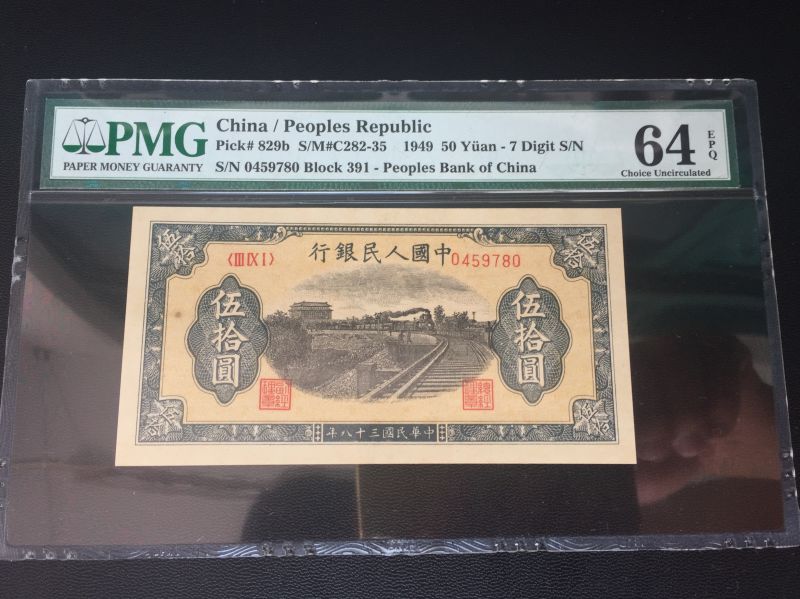 PMG
PAPER MONEY GUARANTY
China / Peoples Republic
Pick# 829b S/M#C282-35 1949 50 Yüan - 7 Digit S/N
S/N 0459780 Block 391 - Peoples Bank of China
64 EPQ
Choice Uncirculated
行銀民人國中
〈III IX I〉
0459780
伍拾圓
伍拾圓
年八十三國民華中